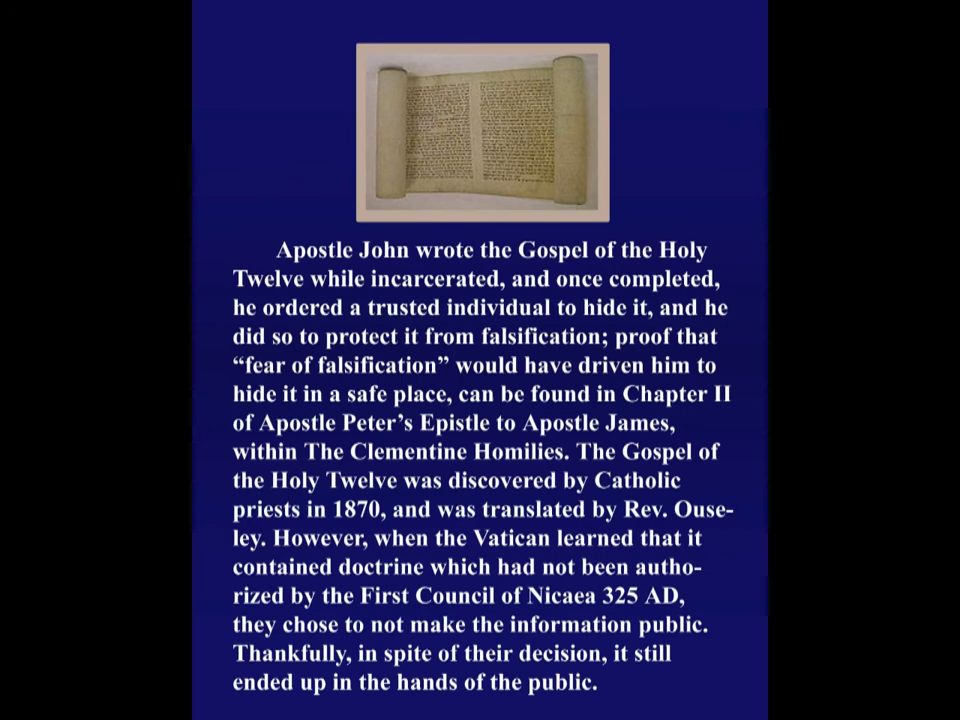 Apostle John wrote the Gospel of the Holy
Twelve while incarcerated, and once completed,
he ordered a trusted individual to hide it, and he
did so to protect it from falsification; proof that
“fear of falsification” would have driven him to
hide it in a safe place, can be found in Chapter II
of Apostle Peter’s Epistle to Apostle James,
within The Clementine Homilies. The Gospel of
the Holy Twelve was discovered by Catholic
priests in 1870, and was translated by Rev. Ouse-
ley. However, when the Vatican learned that it
contained doctrine which had not been autho-
rized by the First Council of Nicaea 325 AD,
they chose to not make the information public.
Thankfully, in spite of their decision, it still
ended up in the hands of the public.